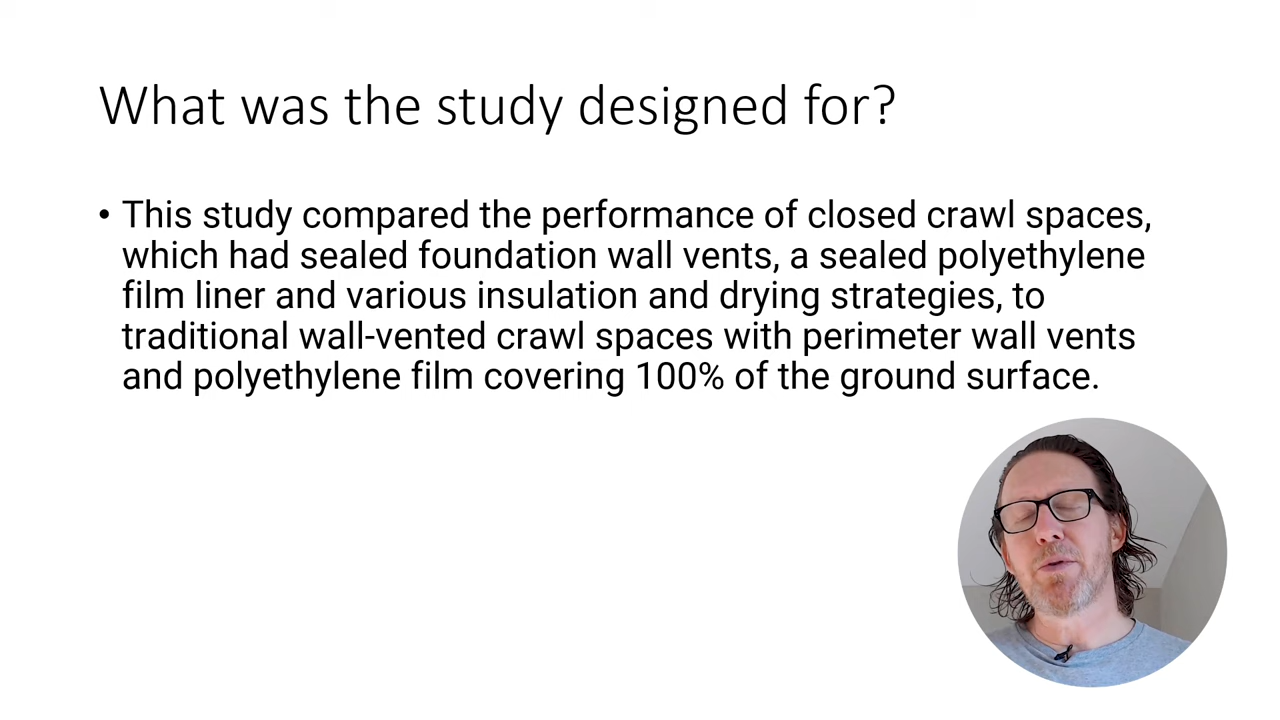 What was the study designed for?
• This study compared the performance of closed crawl spaces,
which had sealed foundation wall vents, a sealed polyethylene
film liner and various insulation and drying strategies, to
traditional wall-vented crawl spaces with perimeter wall vents
and polyethylene film covering 100% of the ground surface.